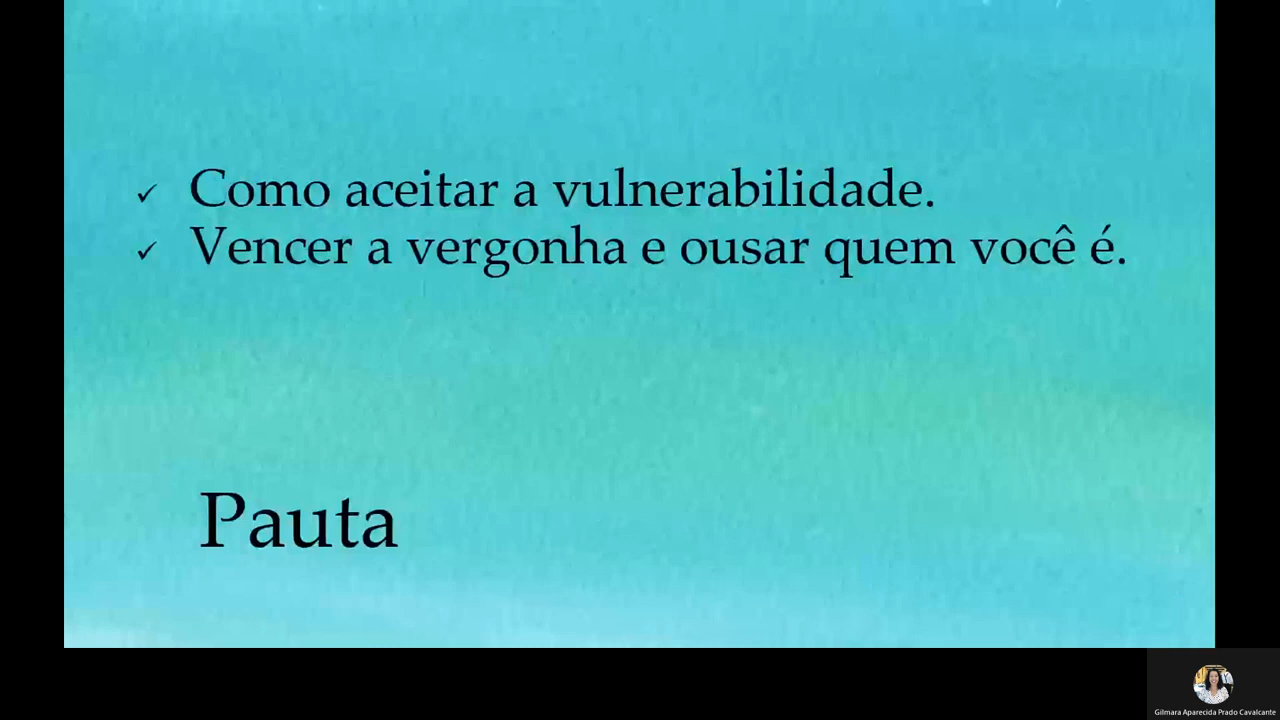 Como aceitar a vulnerabilidade.
Vencer a vergonha e ousar quem você é.
Pauta
Gilmara Aparecida Prado Cavalcante